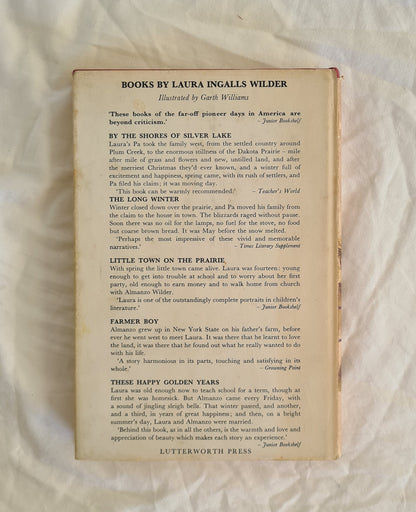 BOOKS BY LAURA INGALLS WILDER
Illustrated by Garth Williams
'These books of the far-off pioneer days in America are
beyond criticism.' – Junior Bookshelf
BY THE SHORES OF SILVER LAKE
Laura's Pa took the family west, from the settled country around
Plum Creek, to the enormous stillness of the Dakota Prairie – mile
after mile of grass and flowers and new, untilled land, and after
the merriest Christmas they'd ever known, and a winter full of
excitement and happiness, spring came, with its rush of settlers, and
Pa filed his claim; it was moving day.
'This book can be warmly recommended.' – Teacher's World
THE LONG WINTER
Winter closed down over the prairie, and Pa moved his family from
the claim to the house in town. The blizzards raged without pause.
Soon there was no oil for the lamps, no fuel for the stove, no food
but coarse brown bread. It was May before the snow melted.
'Perhaps the most impressive of these vivid and memorable
narratives.' – Times Literary Supplement
LITTLE TOWN ON THE PRAIRIE
With spring the little town came alive. Laura was fourteen: young
enough to get into trouble at school and to worry about her first
party, old enough to earn money and to walk home from church
with Almanzo Wilder.
'Laura is one of the outstandingly complete portraits in children's
literature.' – Junior Bookshelf
FARMER BOY
Almanzo grew up in New York State on his father's farm, before
ever he went west to meet Laura. It was there that he learnt to love
the land, it was there that he found out what he really wanted to do
with his life.
'A story harmonious in its parts, touching and satisfying in its
whole.' – Growing Point
THESE HAPPY GOLDEN YEARS
Laura was old enough now to teach school for a term, though at
first she was homesick. But Almanzo came every Friday, with
a sound of jingling sleigh bells. That winter passed, and another,
and a third, in years of great happiness; and then, on a bright
summer's day, Laura and Almanzo were married.
'Behind this book, as in all the others, is the warmth and love and
appreciation of beauty which makes each story an experience.'
– Junior Bookshelf
LUTTERWORTH PRESS